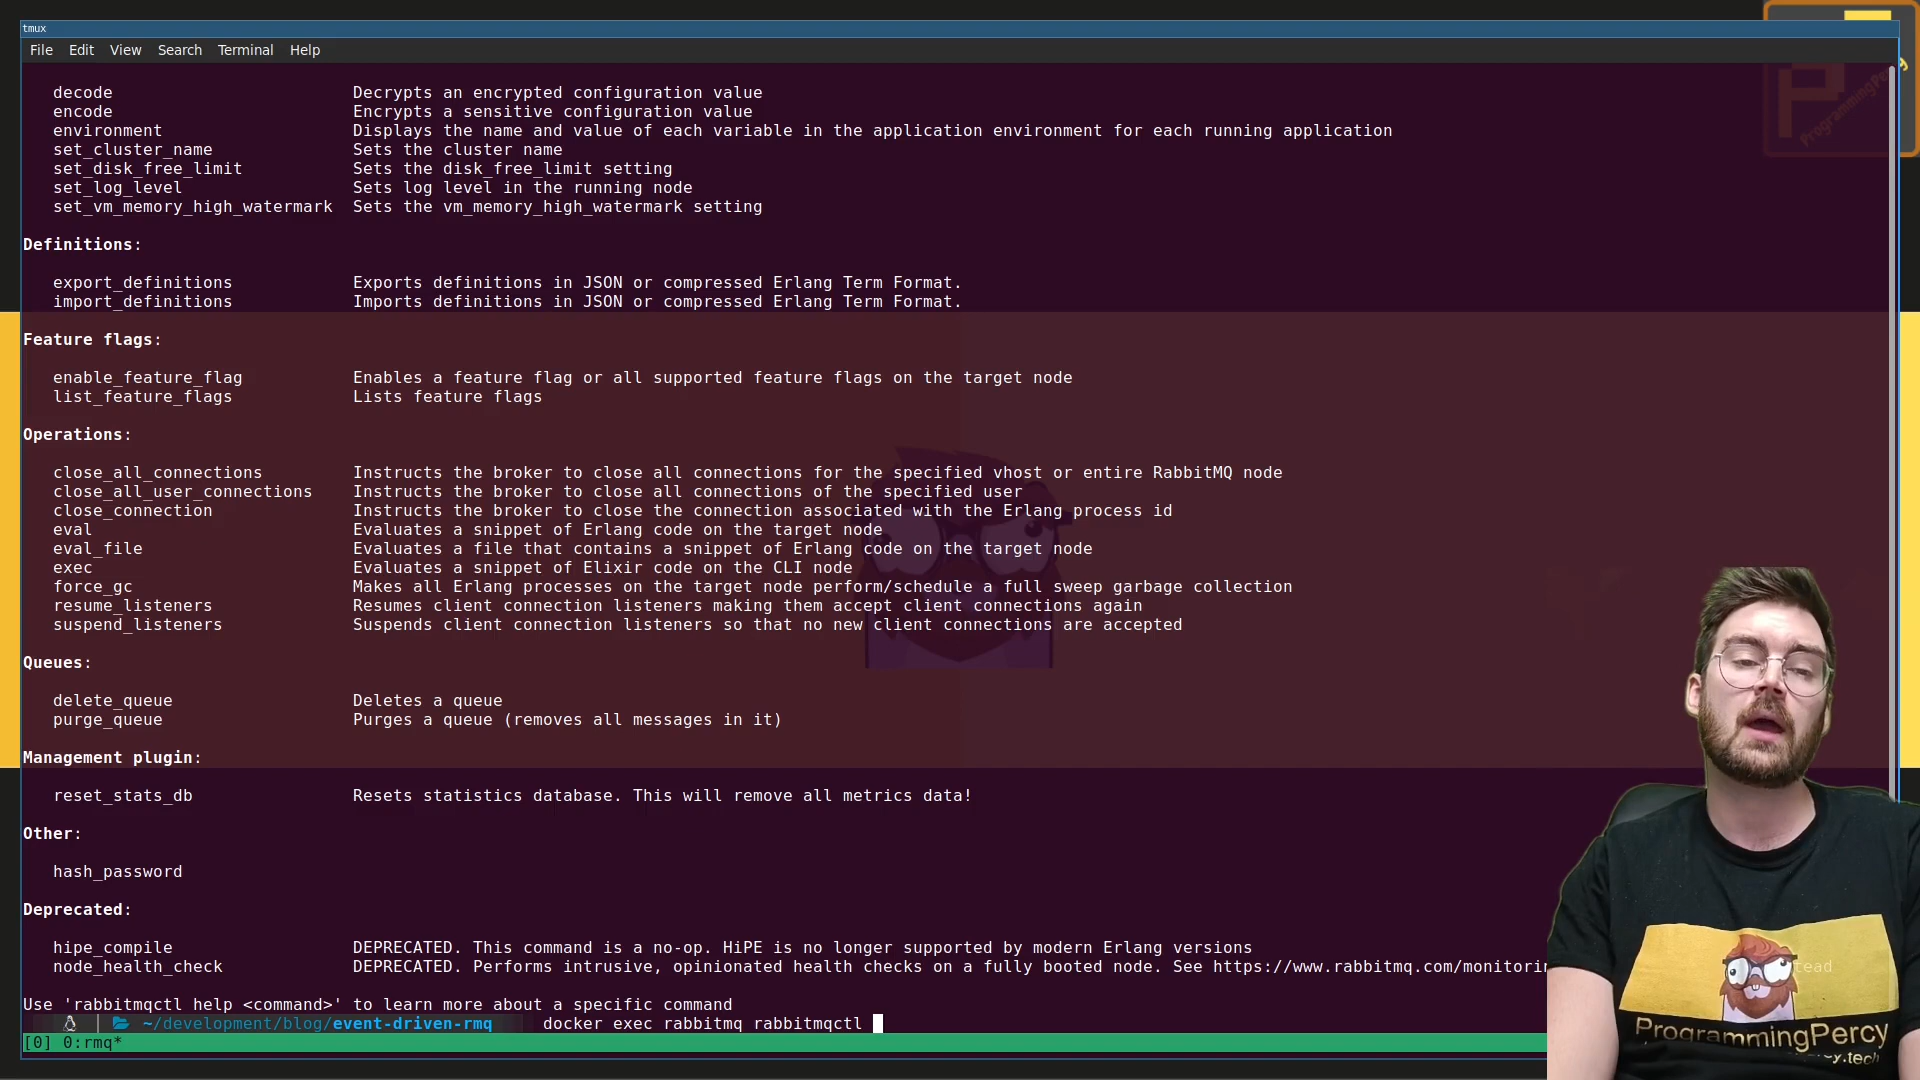 tmux
File Edit View Search Terminal Help
decode Decrypts an encrypted configuration value
encode Encrypts a sensitive configuration value
environment Displays the name and value of each variable in the application environment for each running application
set_cluster_name Sets the cluster name
set_disk_free_limit Sets the disk_free_limit setting
set_log_level Sets log level in the running node
set_vm_memory_high_watermark Sets the vm_memory_high_watermark setting
Definitions:
export_definitions Exports definitions in JSON or compressed Erlang Term Format.
import_definitions Imports definitions in JSON or compressed Erlang Term Format.
Feature flags:
enable_feature_flag Enables a feature flag or all supported feature flags on the target node
list_feature_flags Lists feature flags
Operations:
close_all_connections Instructs the broker to close all connections for the specified vhost or entire RabbitMQ node
close_all_user_connections Instructs the broker to close all connections of the specified user
close_connection Instructs the broker to close the connection associated with the Erlang process id
eval Evaluates a snippet of Erlang code on the target node
eval_file Evaluates a file that contains a snippet of Erlang code on the target node
exec Evaluates a snippet of Elixir code on the CLI node
force_gc Makes all Erlang processes on the target node perform/schedule a full sweep garbage collection
resume_listeners Resumes client connection listeners making them accept client connections again
suspend_listeners Suspends client connection listeners so that no new client connections are accepted
Queues:
delete_queue Deletes a queue
purge_queue Purges a queue (removes all messages in it)
Management plugin:
reset_stats_db Resets statistics database. This will remove all metrics data!
Other:
hash_password
Deprecated:
hipe_compile DEPRECATED. This command is a no-op. HiPE is no longer supported by modern Erlang versions
node_health_check DEPRECATED. Performs intrusive, opinionated health checks on a fully booted node. See https://www.rabbitmq.com/monitorin
Use 'rabbitmqctl help <command>' to learn more about a specific command
~/development/blog/event-driven-rmq docker exec rabbitmq rabbitmqctl
[0] 0:rmq*
ProgrammingPercy
ProgrammingPercy